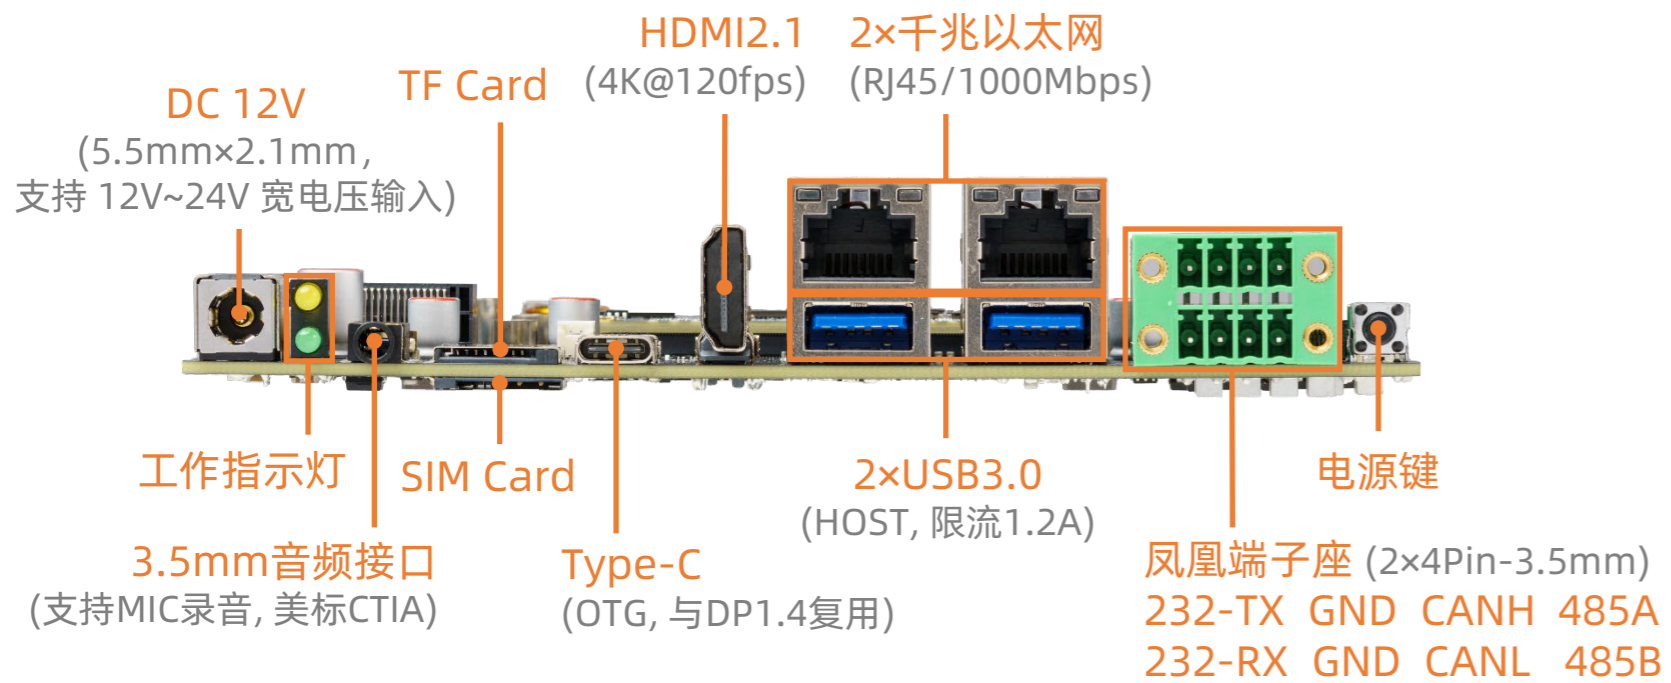 HDMI2.1
(4K@120fps)
2×千兆以太网
(RJ45/1000Mbps)
TF Card
DC 12V
(5.5mm×2.1mm,
支持 12V~24V 宽电压输入)
工作指示灯
SIM Card
2×USB3.0
(HOST, 限流1.2A)
电源键
3.5mm音频接口
(支持MIC录音, 美标CTIA)
Type-C
(OTG, 与DP1.4复用)
凤凰端子座 (2×4Pin-3.5mm)
232-TX GND CANH 485A
232-RX GND CANL 485B